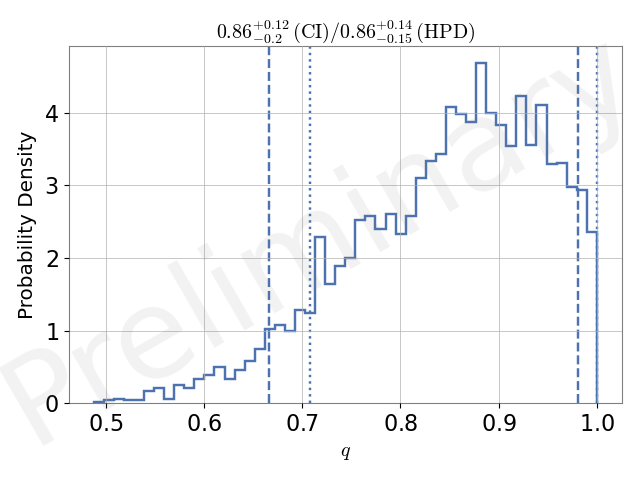 0.86^{+0.12}_{-0.2} (CI)/0.86^{+0.14}_{-0.15} (HPD)
Probability Density
4
3
2
1
0
0.5 0.6 0.7 0.8 0.9 1.0
q
Preliminary